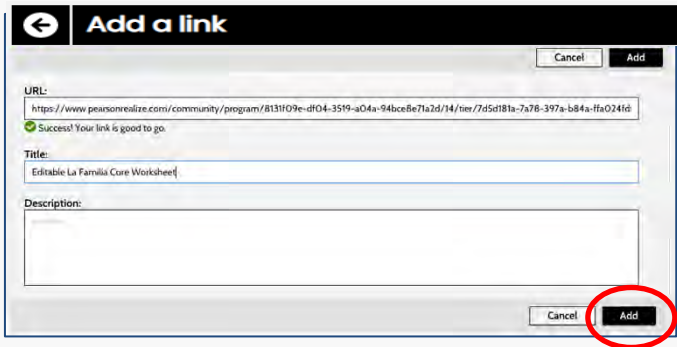 Add a link
Cancel Add
URL:
https://www.pearsonrealize.com/community/program/8131f09e-df04-3519-a04a-94bce8e71a2d/14/tier/7d5d181a-7a78-397a-b84a-ffa024fd
Success! Your link is good to go.
Title:
Editable La Familia Core Worksheet
Description:
Cancel Add